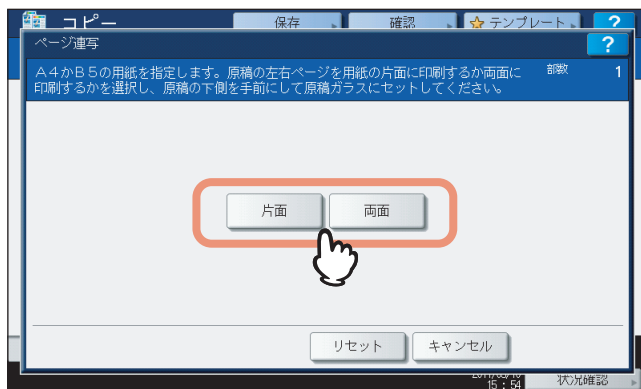 コピー
保存
確認
テンプレート
?
ページ連写
?
A4かB5の用紙を指定します。原稿の左右ページを用紙の片面に印刷するか両面に
印刷するかを選択し、原稿の下側を手前にして原稿ガラスにセットしてください。
部数 1
片面
両面
リセット
キャンセル
15:54
状況確認